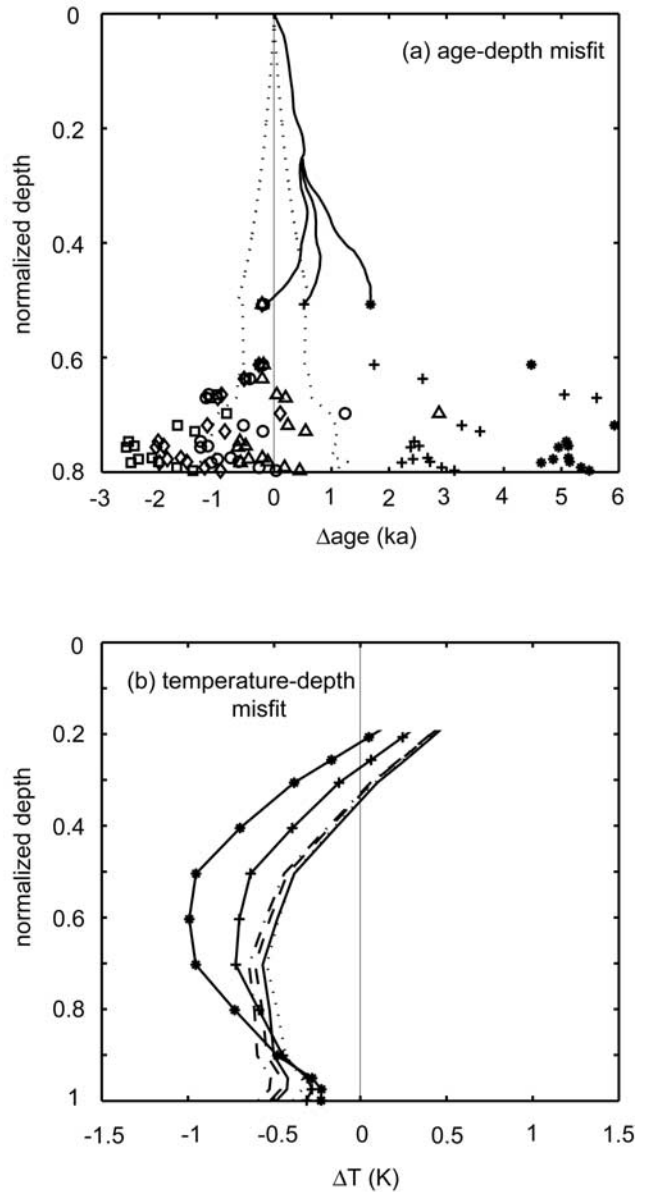 (a) age-depth misfit
normalized depth
0
0.2
0.4
0.6
0.8
-3 -2 -1 0 1 2 3 4 5 6
Δage (ka)
(b) temperature-depth
misfit
normalized depth
0
0.2
0.4
0.6
0.8
1
-1.5 -1 -0.5 0 0.5 1 1.5
ΔT (K)